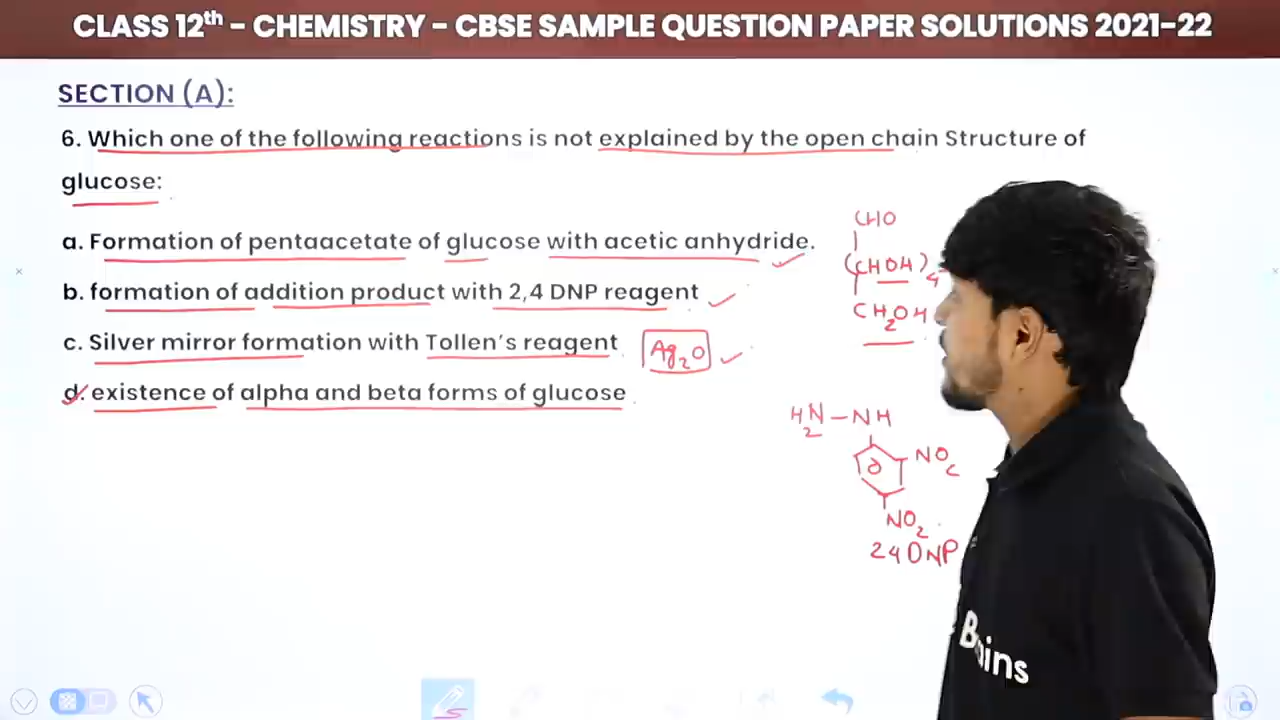 CLASS 12th – CHEMISTRY – CBSE SAMPLE QUESTION PAPER SOLUTIONS 2021-22
SECTION (A):
6. Which one of the following reactions is not explained by the open chain Structure of
glucose:
a. Formation of pentaacetate of glucose with acetic anhydride.
b. formation of addition product with 2,4 DNP reagent
c. Silver mirror formation with Tollen's reagent
Ag2O
d. existence of alpha and beta forms of glucose
CHO
(CHOH)4
CH2OH
H2N – NH
NO2
NO2
24DNP